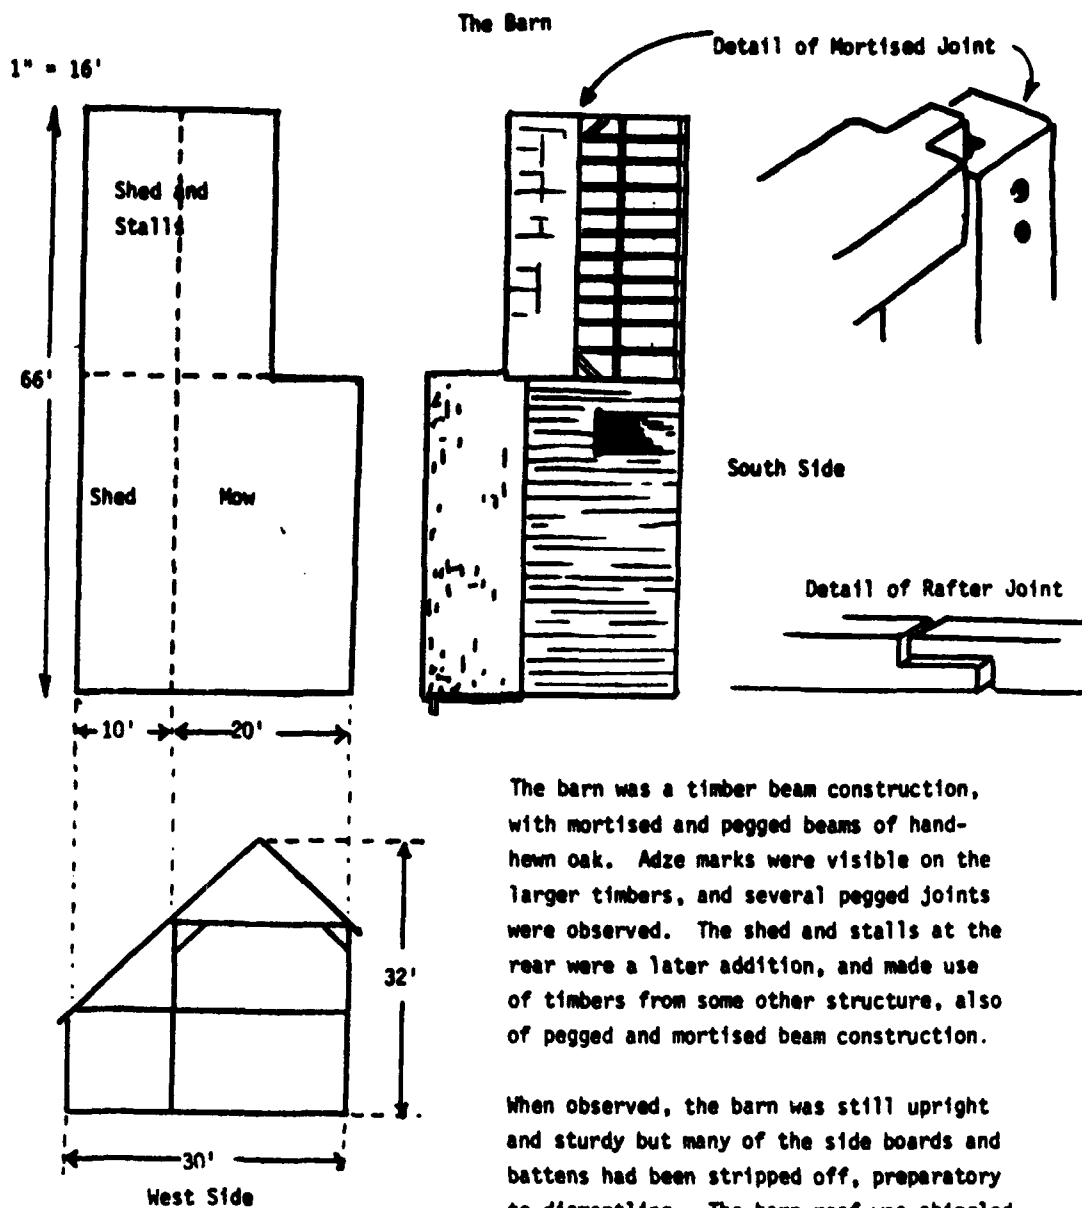 The Barn
Detail of Mortised Joint
1" = 16'
Shed and
Stalls
66'
Shed
Mow
South Side
Detail of Rafter Joint
10'
20'
32'
30'
West Side
The barn was a timber beam construction,
with mortised and pegged beams of hand-
hewn oak. Adze marks were visible on the
larger timbers, and several pegged joints
were observed. The shed and stalls at the
rear were a later addition, and made use
of timbers from some other structure, also
of pegged and mortised beam construction.
When observed, the barn was still upright
and sturdy but many of the side boards and
battens had been stripped off, preparatory
to dismantling. The barn roof was shingled